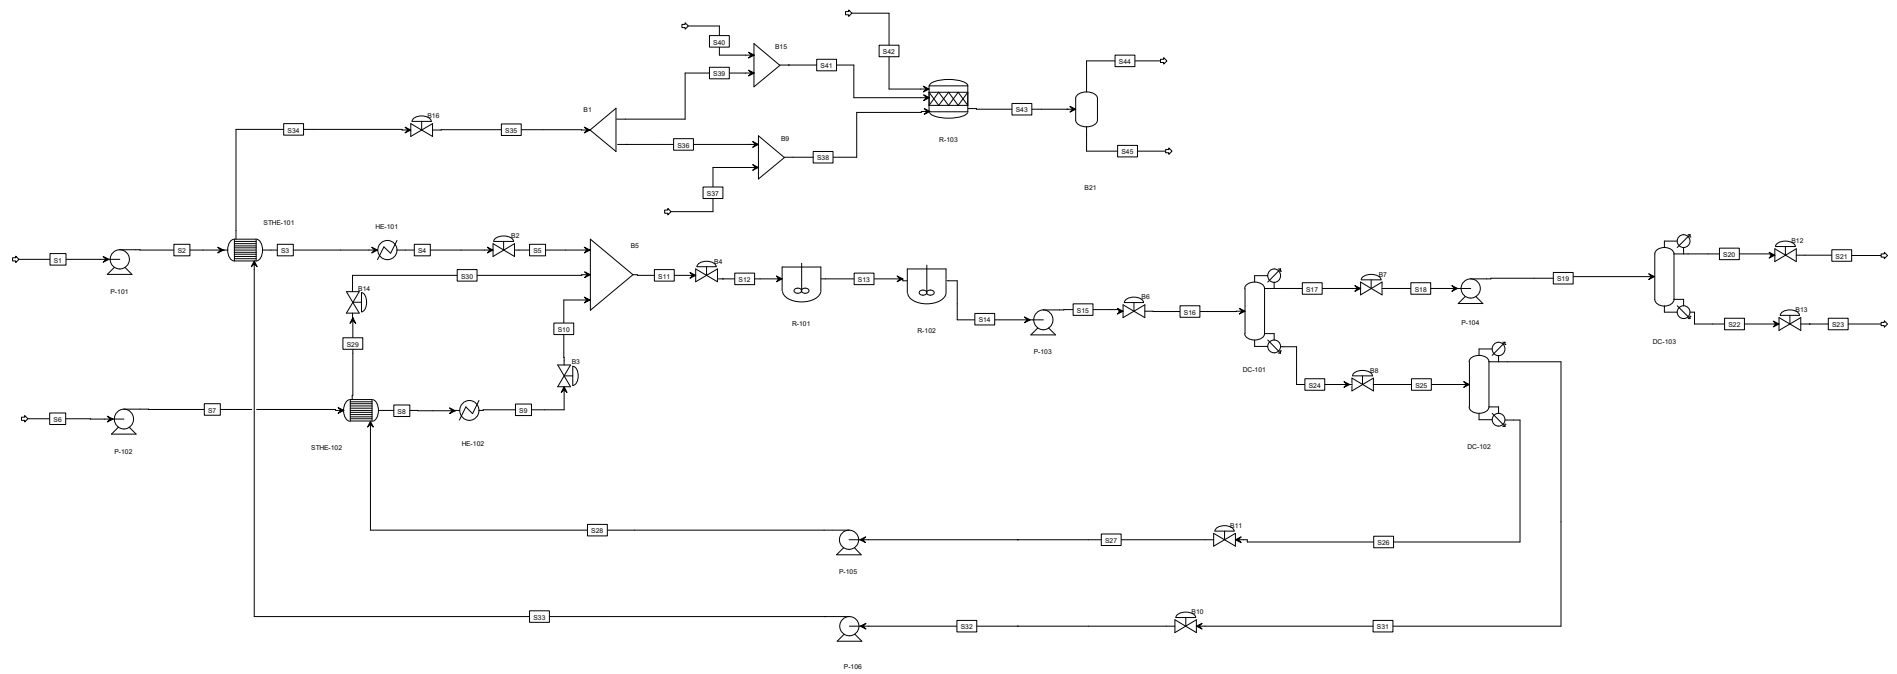 S40
B15
S42
S39
S41
S44
B1
B16
S34
S35
S43
R-103
B9
S36
S38
S45
S37
B21
STHE-101
HE-101
B2
B5
B4
B12
S1
S2
S3
S4
S5
S20
S21
P-101
S30
S11
S12
S13
S19
B14
B7
S17
S18
S10
R-101
R-102
S14
S15
B6
S16
P-104
S22
B13
S23
S29
P-103
DC-103
B3
DC-101
B8
S24
S25
S6
S7
S8
S9
P-102
STHE-102
HE-102
DC-102
S28
B11
S27
S26
P-105
S33
B10
S32
S31
P-106